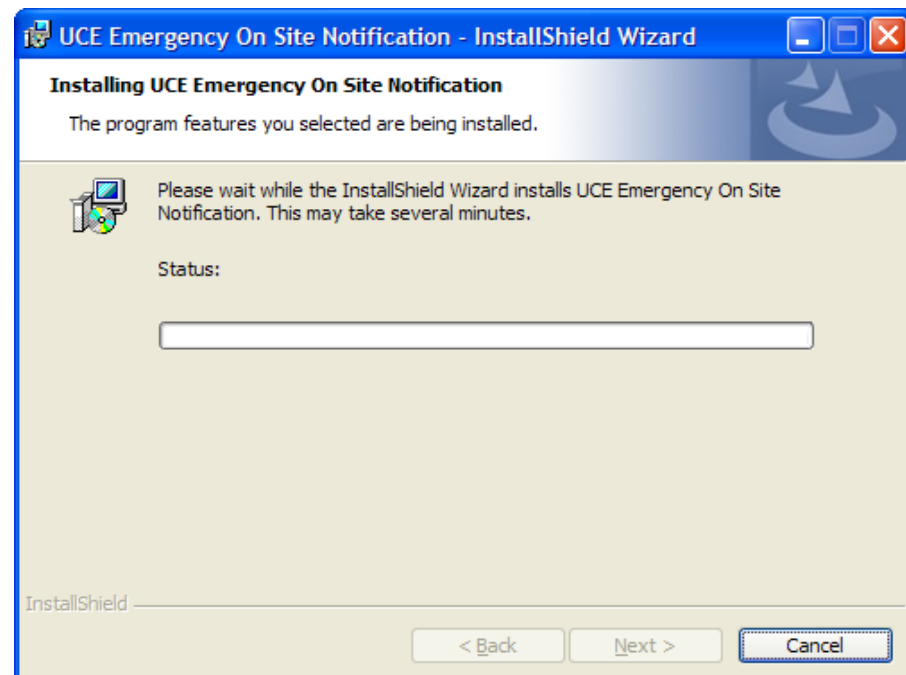 UCE Emergency On Site Notification - InstallShield Wizard
Installing UCE Emergency On Site Notification
The program features you selected are being installed.
Please wait while the InstallShield Wizard installs UCE Emergency On Site
Notification. This may take several minutes.
Status:
InstallShield
< Back Next > Cancel